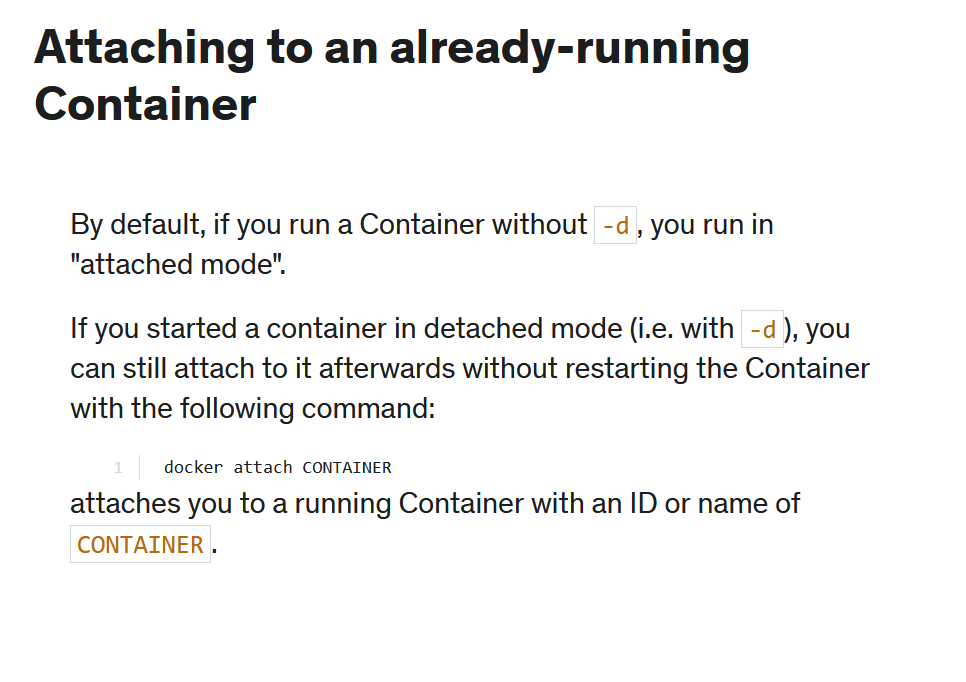 Attaching to an already-running
Container
By default, if you run a Container without -d, you run in
"attached mode".
If you started a container in detached mode (i.e. with -d), you
can still attach to it afterwards without restarting the Container
with the following command:
1 docker attach CONTAINER
attaches you to a running Container with an ID or name of
CONTAINER.